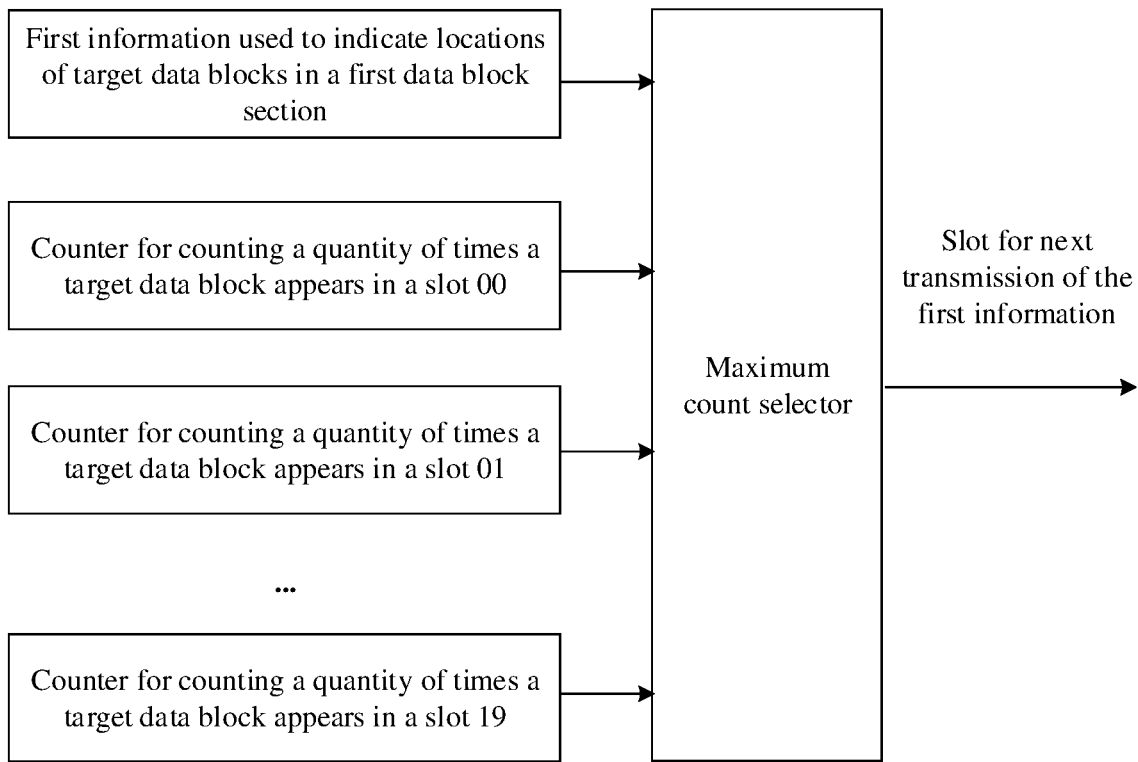 First information used to indicate locations
of target data blocks in a first data block
section
Counter for counting a quantity of times a
target data block appears in a slot 00
Counter for counting a quantity of times a
target data block appears in a slot 01
...
Counter for counting a quantity of times a
target data block appears in a slot 19
Maximum
count selector
Slot for next
transmission of the
first information